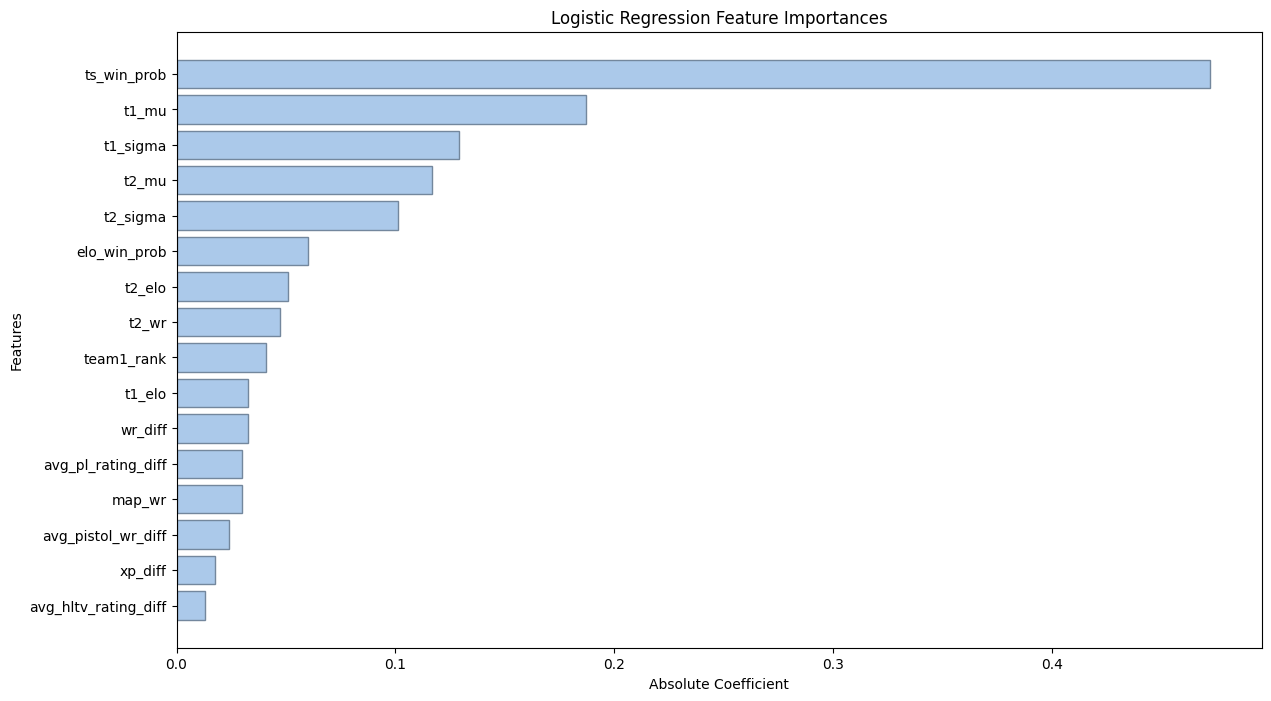 Logistic Regression Feature Importances
Features
ts_win_prob
t1_mu
t1_sigma
t2_mu
t2_sigma
elo_win_prob
t2_elo
t2_wr
team1_rank
t1_elo
wr_diff
avg_pl_rating_diff
map_wr
avg_pistol_wr_diff
xp_diff
avg_hltv_rating_diff
0.0 0.1 0.2 0.3 0.4
Absolute Coefficient